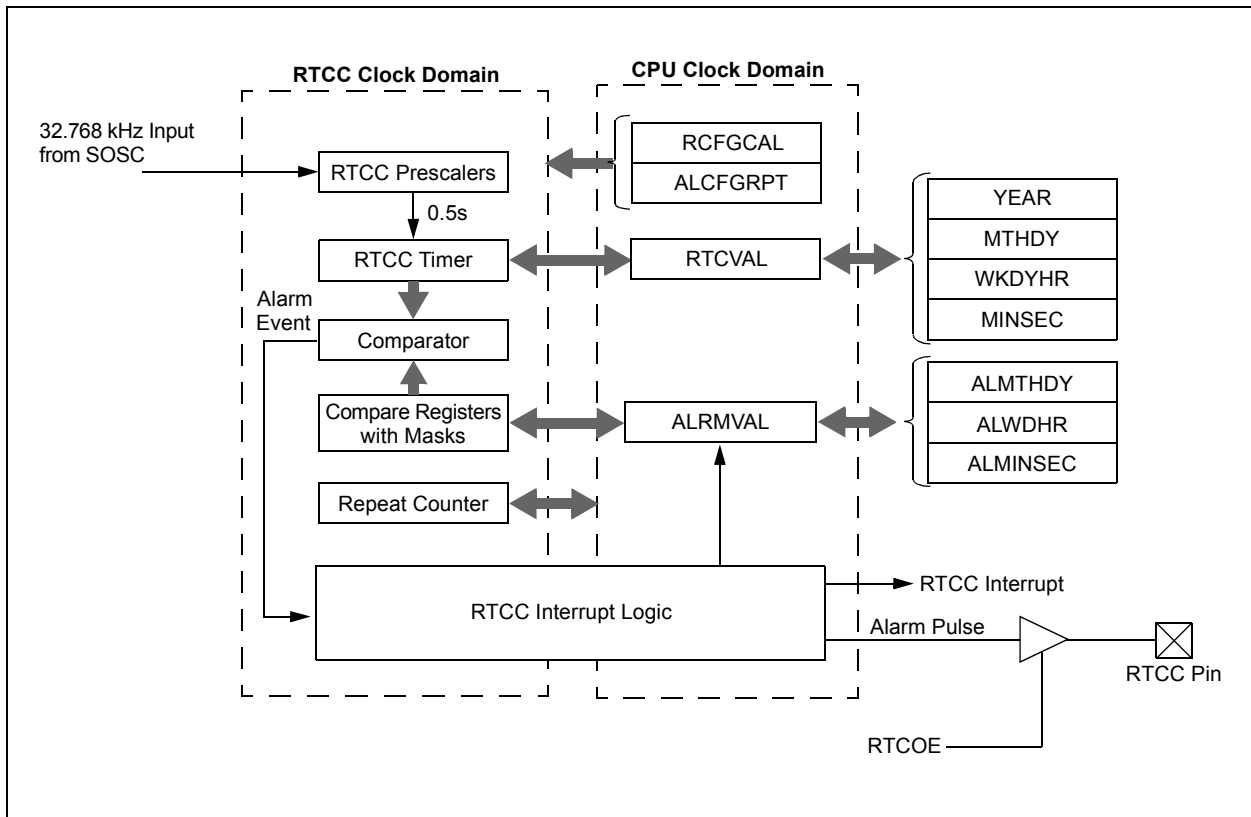 RTCC Clock Domain
CPU Clock Domain
32.768 kHz Input
from SOSC
RTCC Prescalers
0.5s
RTCC Timer
Alarm
Event
Comparator
Compare Registers
with Masks
Repeat Counter
RCFGCAL
ALCFGRPT
RTCVAL
YEAR
MTHDY
WKDYHR
MINSEC
ALRMVAL
ALMTHDY
ALWDHR
ALMINSEC
RTCC Interrupt Logic
RTCC Interrupt
Alarm Pulse
RTCC Pin
RTCOE